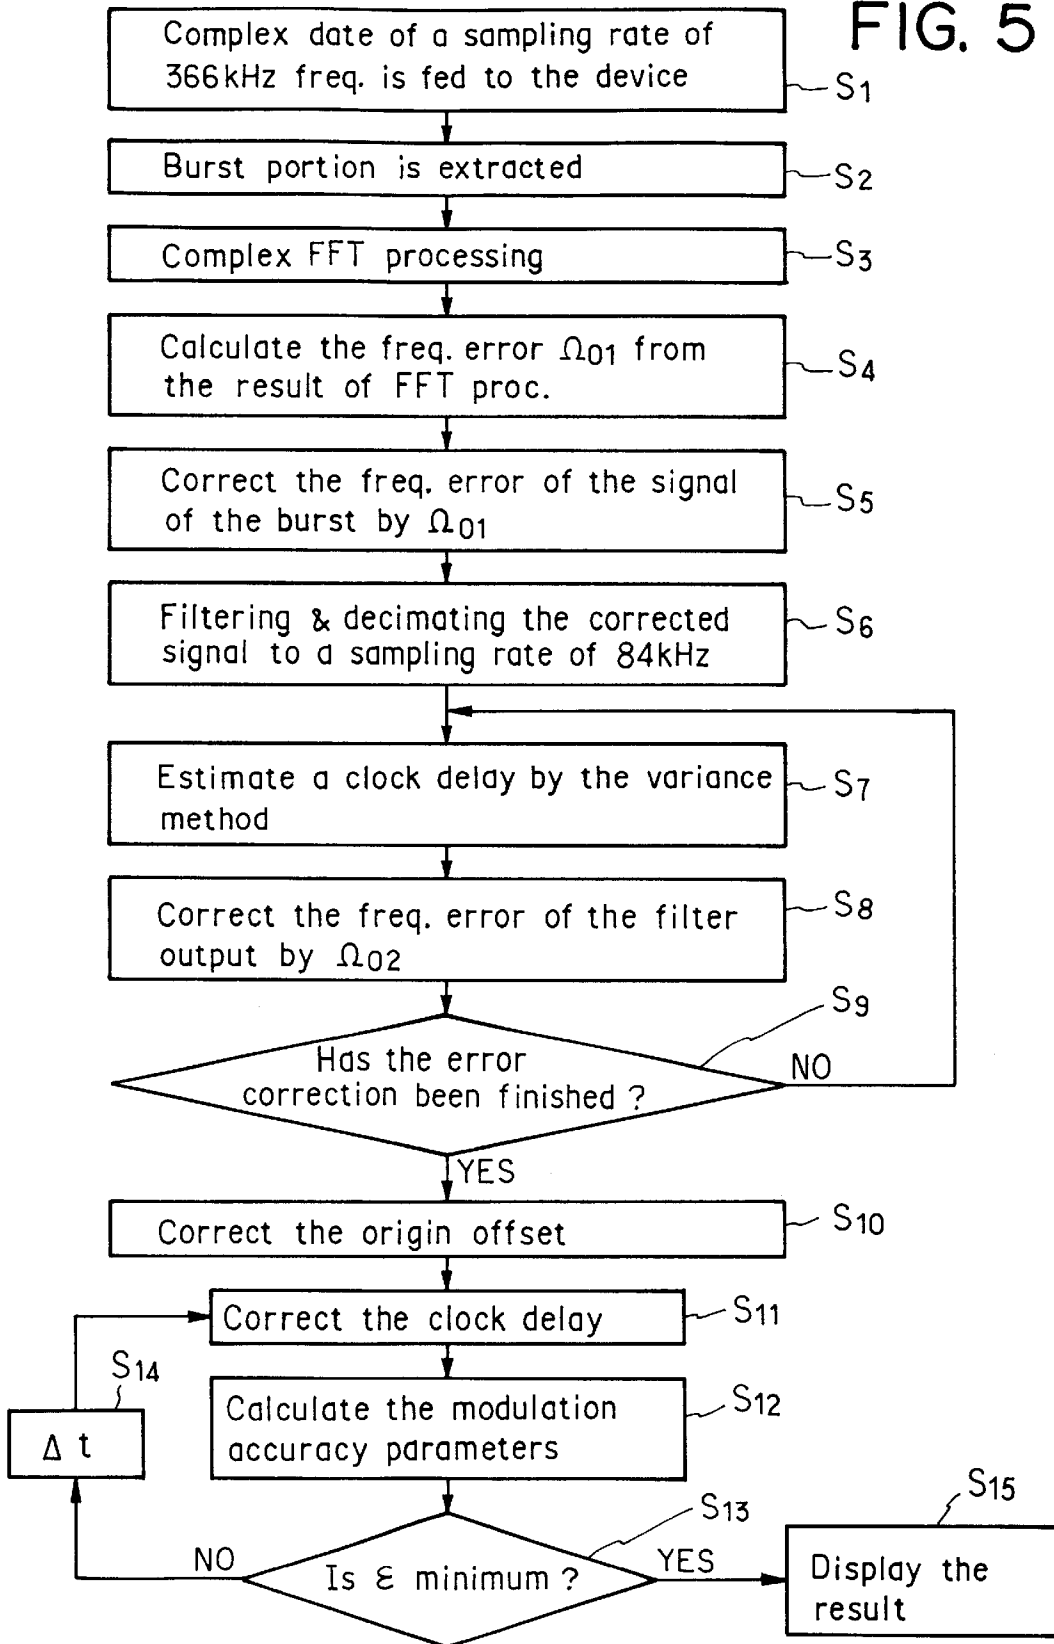 FIG. 5
Complex date of a sampling rate of
366kHz freq. is fed to the device
S1
Burst portion is extracted
S2
Complex FFT processing
S3
Calculate the freq. error Ω01 from
the result of FFT proc.
S4
Correct the freq. error of the signal
of the burst by Ω01
S5
Filtering & decimating the corrected
signal to a sampling rate of 84kHz
S6
Estimate a clock delay by the variance
method
S7
Correct the freq. error of the filter
output by Ω02
S8
Has the error
correction been finished ?
S9
NO
YES
Correct the origin offset
S10
Correct the clock delay
S11
S14
Δ t
Calculate the modulation
accuracy parameters
S12
Is ε minimum ?
S13
NO
YES
S15
Display the
result